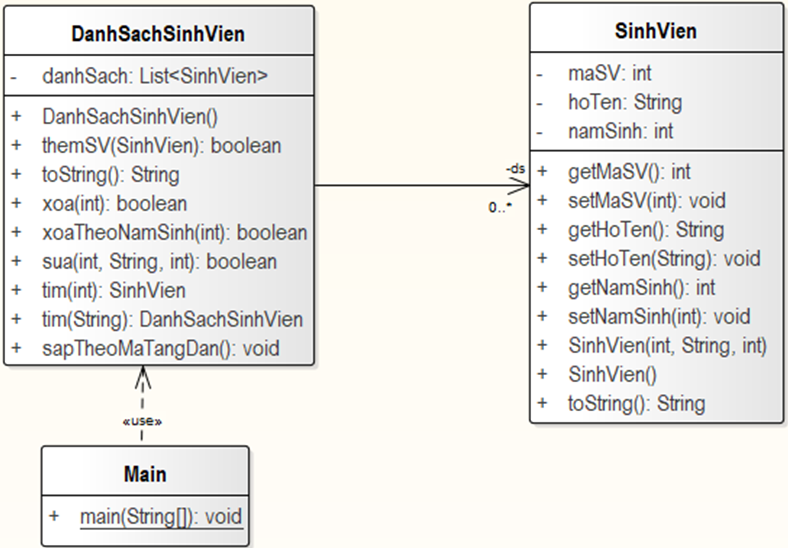 DanhSachSinhVien
- danhSach: List<SinhVien>
+ DanhSachSinhVien()
+ themSV(SinhVien): boolean
+ toString(): String
+ xoa(int): boolean
+ xoaTheoNamSinh(int): boolean
+ sua(int, String, int): boolean
+ tim(int): SinhVien
+ tim(String): DanhSachSinhVien
+ sapTheoMaTangDan(): void
-ds
0..*
SinhVien
- maSV: int
- hoTen: String
- namSinh: int
+ getMaSV(): int
+ setMaSV(int): void
+ getHoTen(): String
+ setHoTen(String): void
+ getNamSinh(): int
+ setNamSinh(int): void
+ SinhVien(int, String, int)
+ SinhVien()
+ toString(): String
«use»
Main
+ main(String[]): void